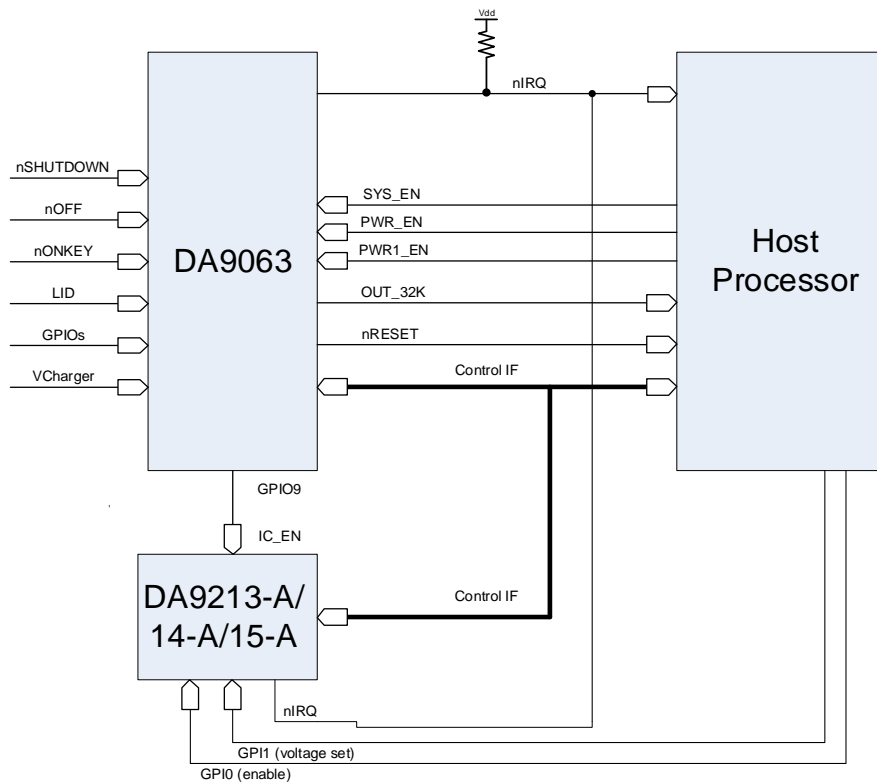 Vdd
nIRQ
nSHUTDOWN
nOFF
nONKEY
LID
GPIOs
VCharger
DA9063
SYS_EN
PWR_EN
PWR1_EN
OUT_32K
nRESET
Control IF
Host
Processor
GPIO9
IC_EN
DA9213-A/
14-A/15-A
Control IF
nIRQ
GPI1 (voltage set)
GPI0 (enable)